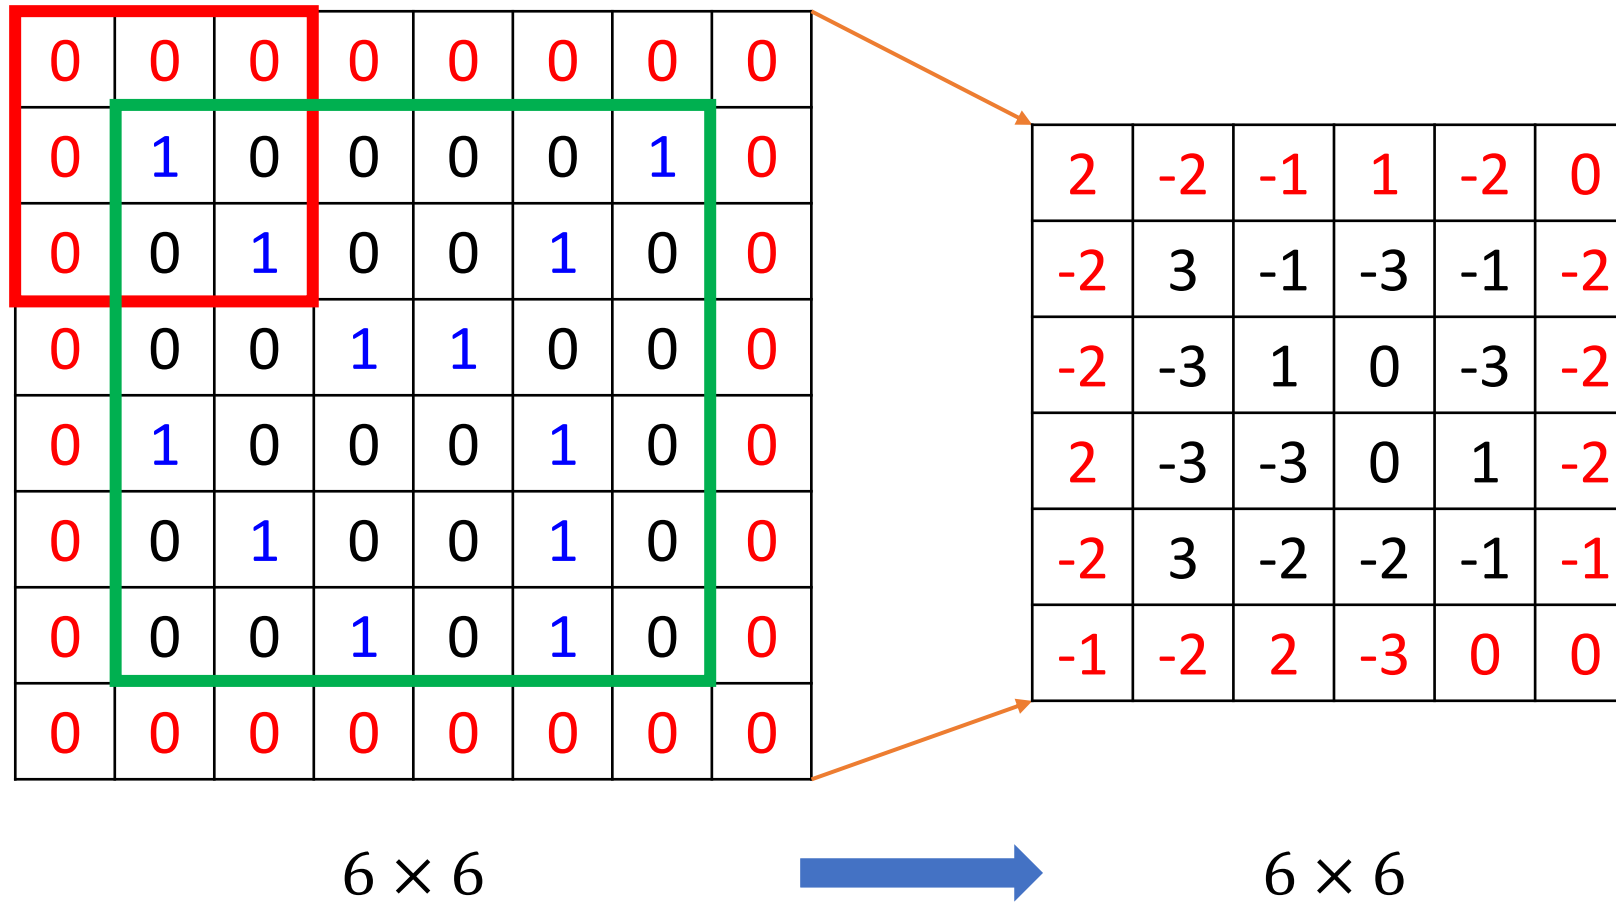 0 0 0 0 0 0 0 0
0 1 0 0 0 0 1 0
0 0 1 0 0 1 0 0
0 0 0 1 1 0 0 0
0 1 0 0 0 1 0 0
0 0 1 0 0 1 0 0
0 0 0 1 0 1 0 0
0 0 0 0 0 0 0 0
2 -2 -1 1 -2 0
-2 3 -1 -3 -1 -2
-2 -3 1 0 -3 -2
2 -3 -3 0 1 -2
-2 3 -2 -2 -1 -1
-1 -2 2 -3 0 0
6 × 6
6 × 6